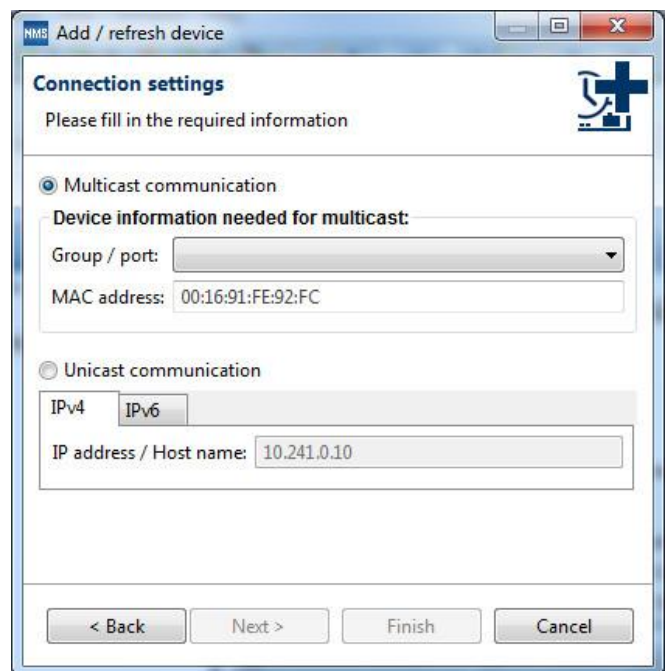 NMS Add / refresh device
Connection settings
Please fill in the required information
Multicast communication
Device information needed for multicast:
Group / port:
MAC address: 00:16:91:FE:92:FC
Unicast communication
IPv4 IPv6
IP address / Host name: 10.241.0.10
< Back Next > Finish Cancel